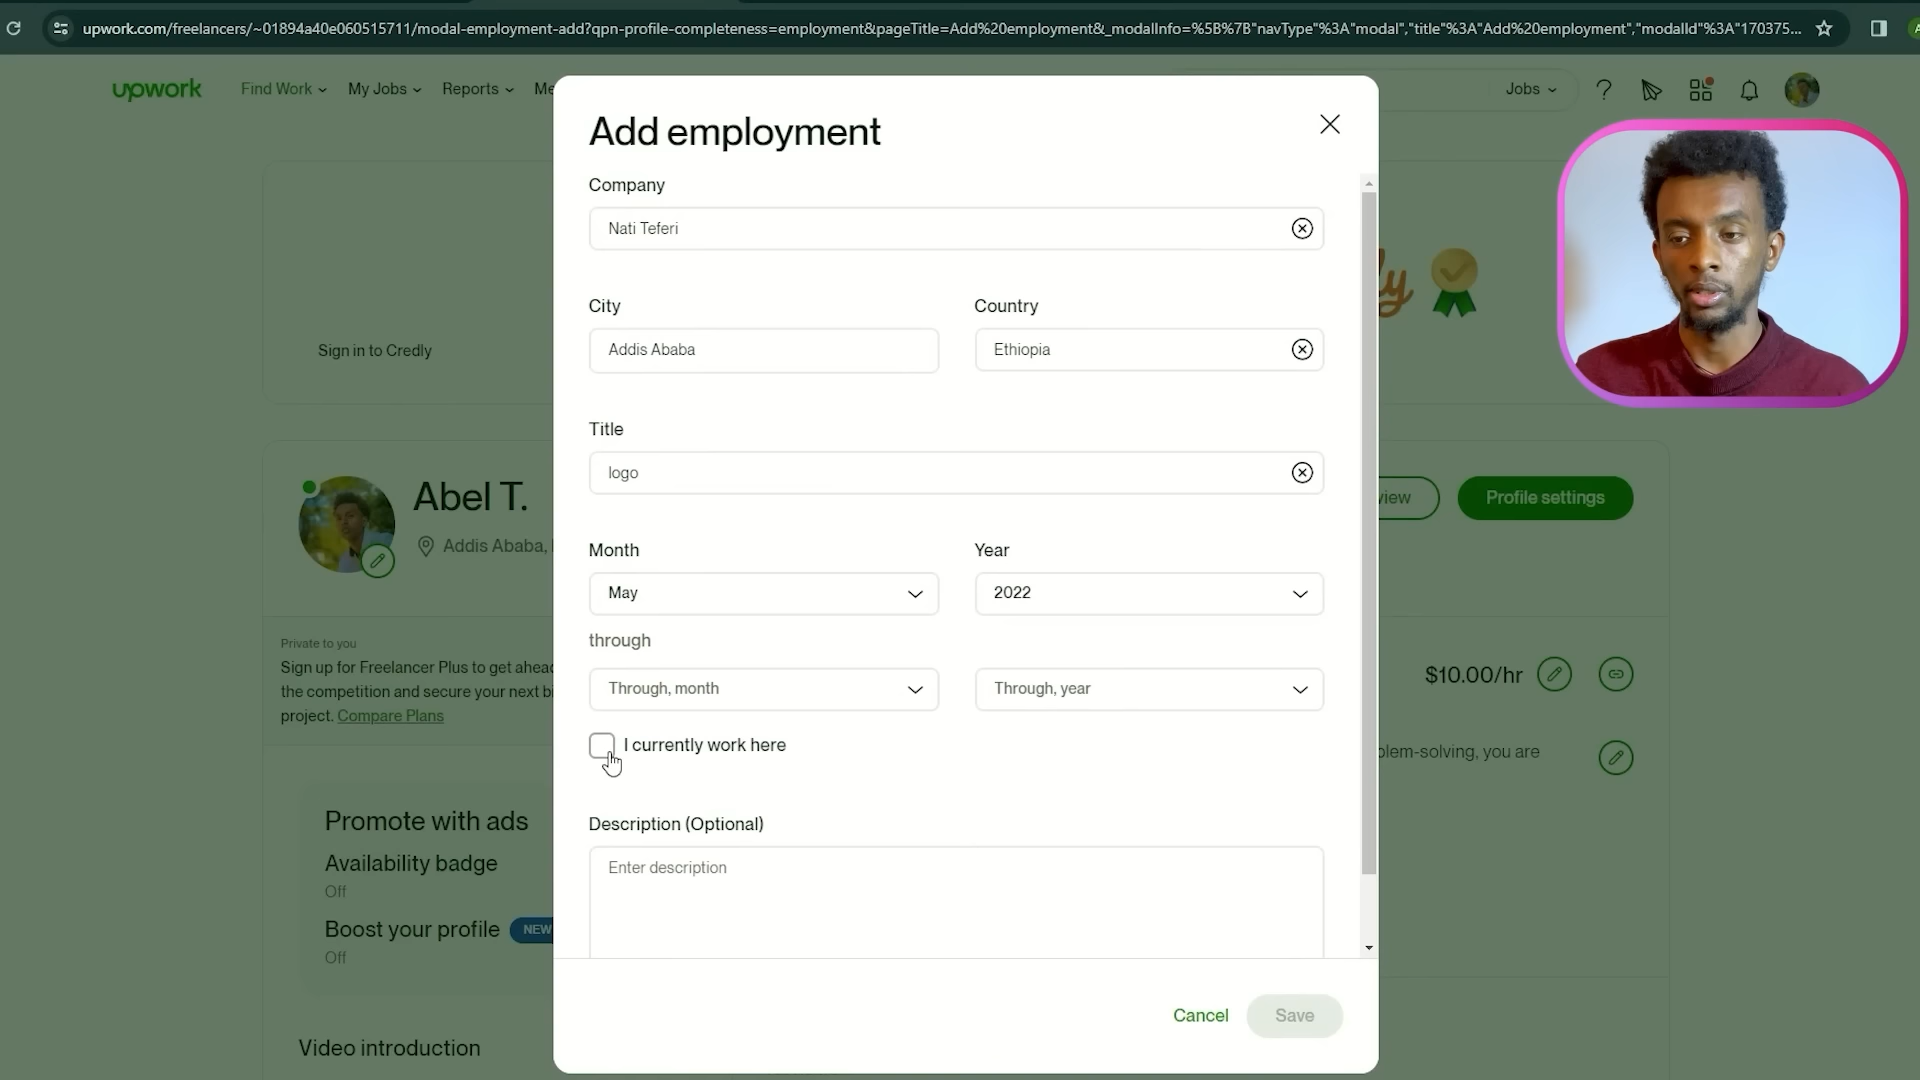 upwork.com/freelancers/~01894a40e060515711/modal-employment-add?qpn-profile-completeness=employment&pageTitle=Add%20employment&_modalInfo=%5B%7B"navType"%3A"modal","title"%3A"Add%20employment","modalId"%3A"170375...
upwork
Find Work
My Jobs
Reports
Me
Jobs
Add employment
Company
Nati Teferi
City
Country
Addis Ababa
Ethiopia
Sign in to Credly
Title
logo
Abel T.
Addis Ababa,
view
Profile settings
Month
Year
May
2022
through
Through, month
Through, year
I currently work here
Private to you
Sign up for Freelancer Plus to get ahead
the competition and secure your next bi
project. Compare Plans
$10.00/hr
blem-solving, you are
Description (Optional)
Enter description
Promote with ads
Availability badge
Off
Boost your profile
NEW
Off
Cancel
Save
Video introduction